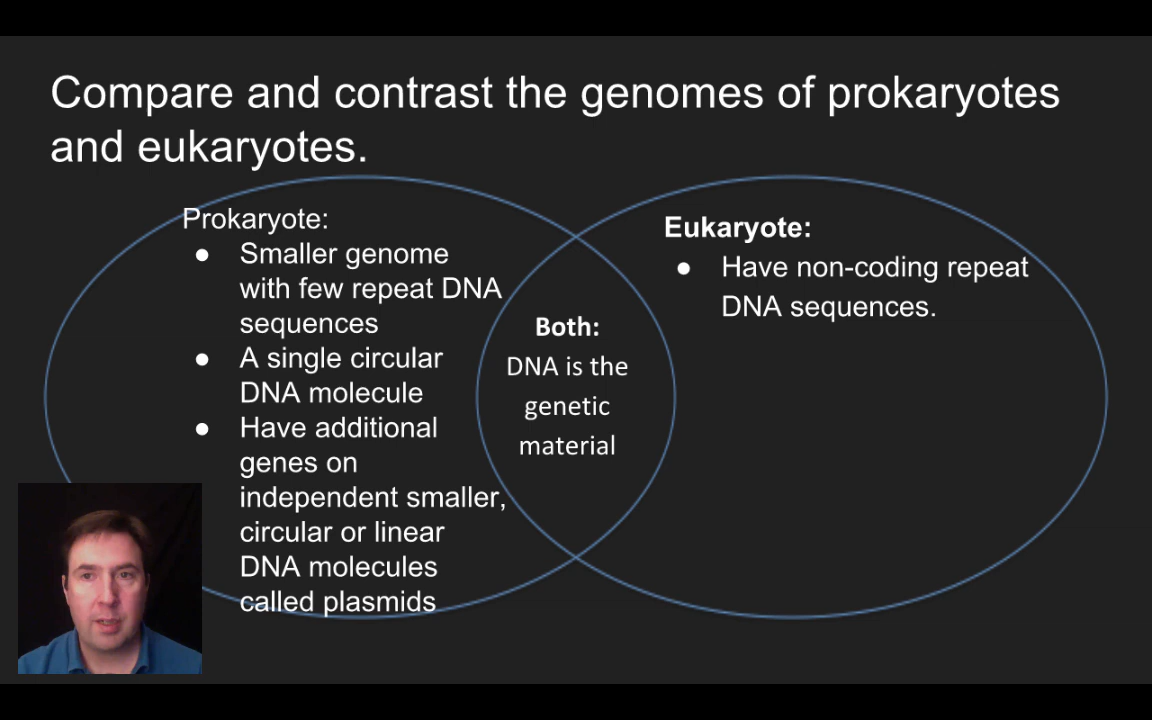 Compare and contrast the genomes of prokaryotes
and eukaryotes.
Prokaryote:
● Smaller genome
with few repeat DNA
sequences
● A single circular
DNA molecule
● Have additional
genes on
independent smaller,
circular or linear
DNA molecules
called plasmids
Both:
DNA is the
genetic
material
Eukaryote:
● Have non-coding repeat
DNA sequences.